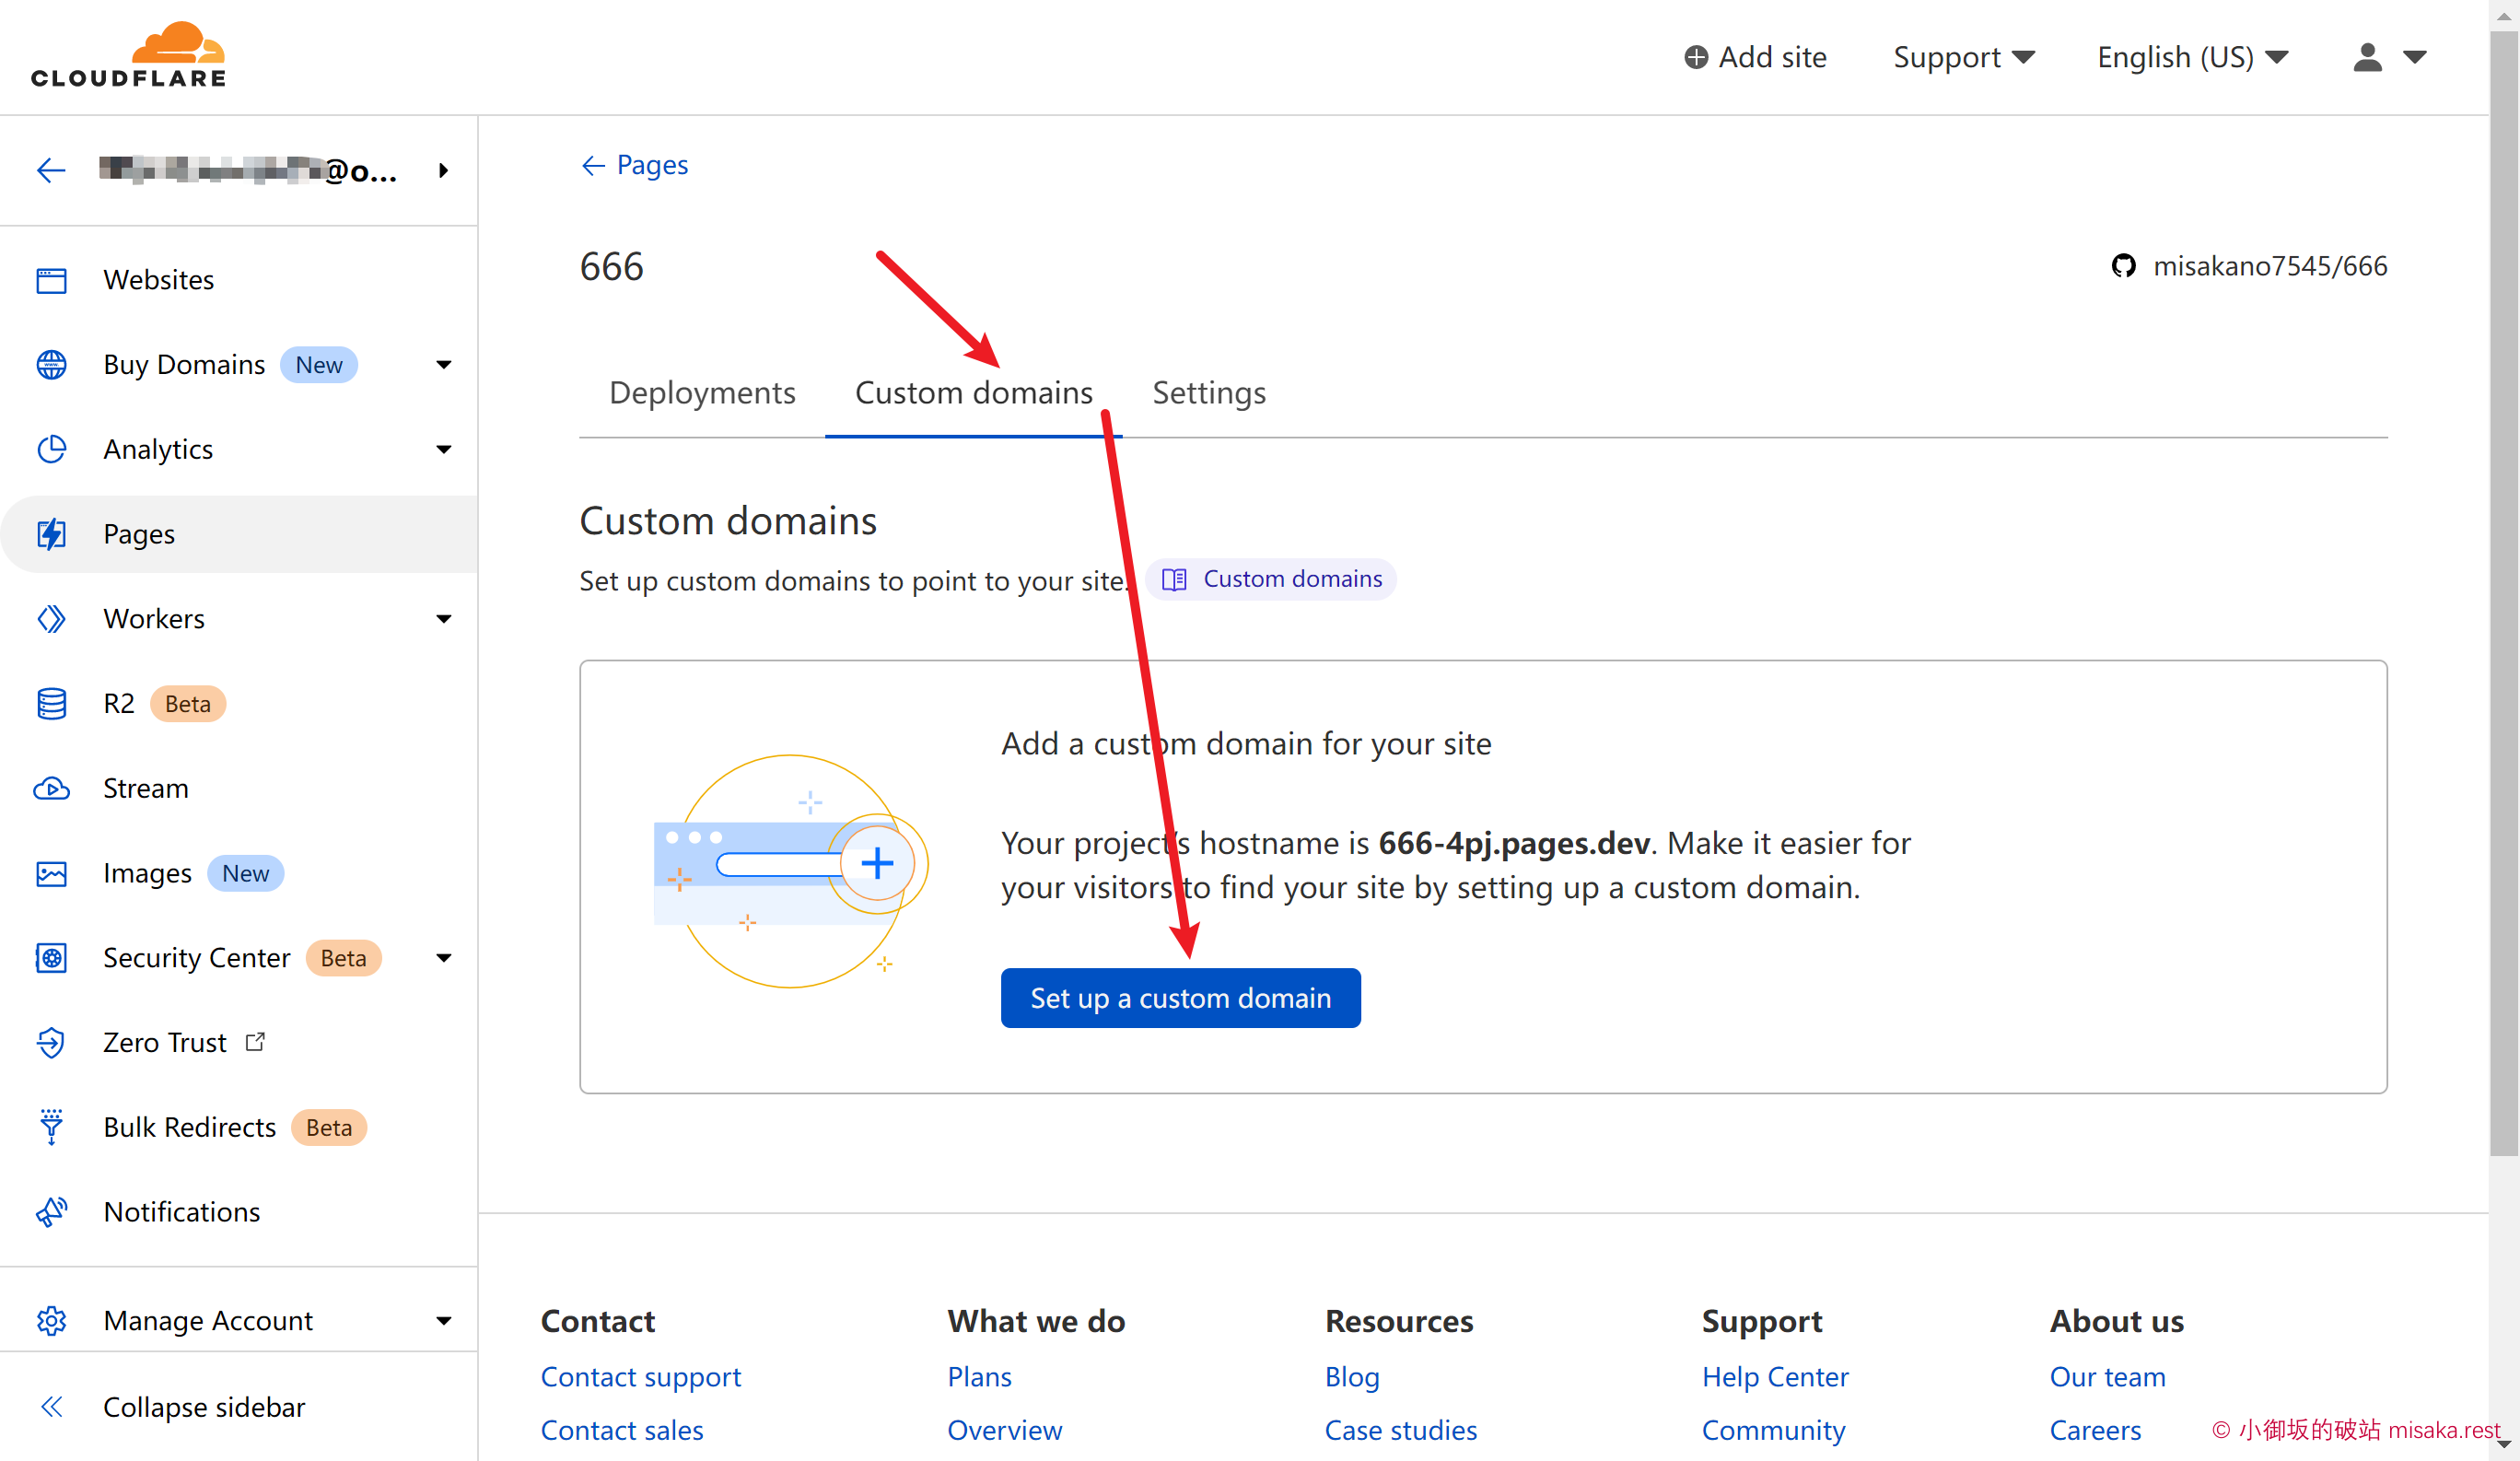 CLOUDFLARE
Add site
Support
English (US)
@o...
Websites
Buy Domains New
Analytics
Pages
Workers
R2 Beta
Stream
Images New
Security Center Beta
Zero Trust
Bulk Redirects Beta
Notifications
Manage Account
Collapse sidebar
Pages
666
misakano7545/666
Deployments
Custom domains
Settings
Custom domains
Set up custom domains to point to your site. Custom domains
Add a custom domain for your site
Your project's hostname is 666-4pj.pages.dev. Make it easier for
your visitors to find your site by setting up a custom domain.
Set up a custom domain
Contact
Contact support
Contact sales
What we do
Plans
Overview
Resources
Blog
Case studies
Support
Help Center
Community
About us
Our team
Careers
© 小御坂的破站 misaka.rest